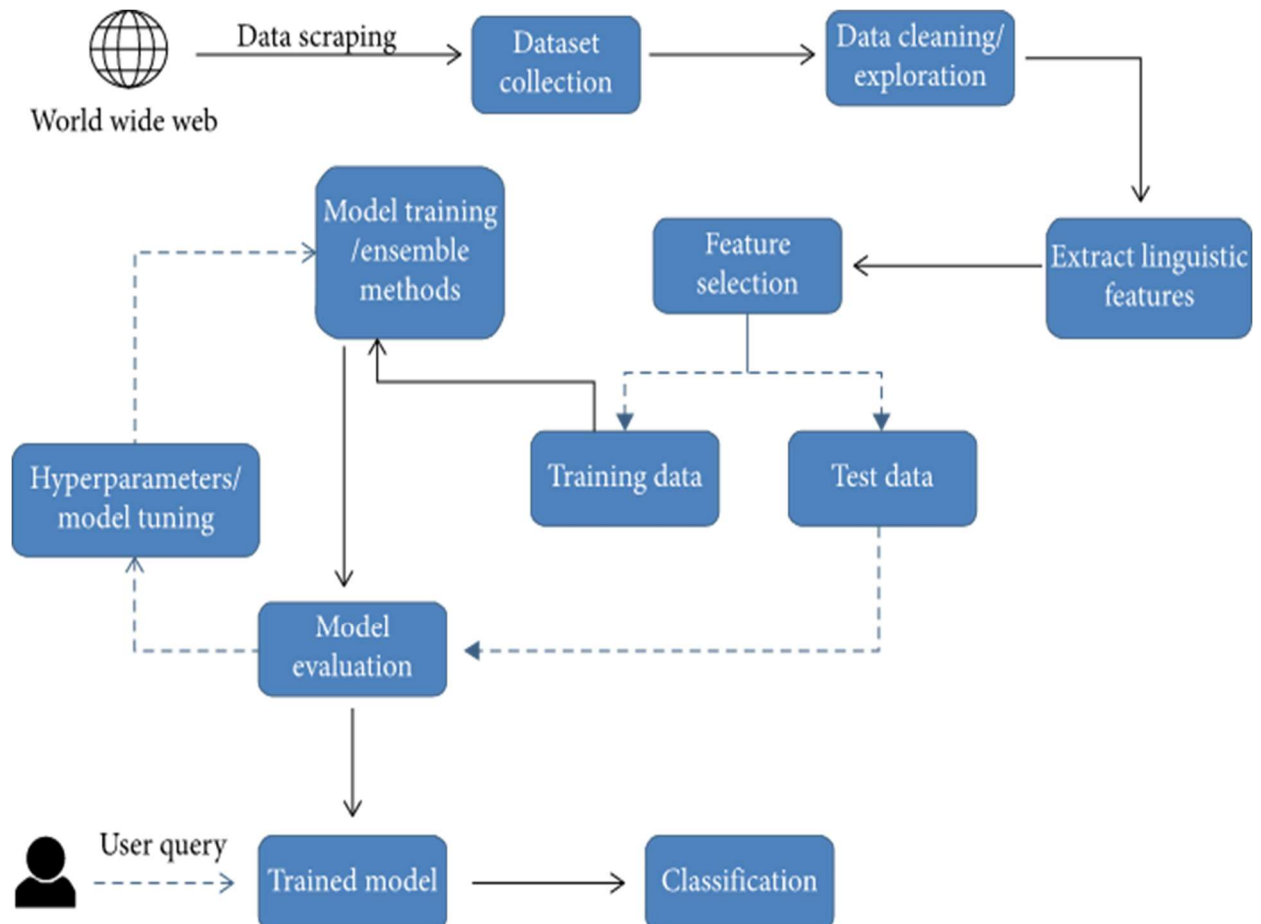 Data scraping
World wide web
Dataset
collection
Data cleaning/
exploration
Model training
/ensemble
methods
Feature
selection
Extract linguistic
features
Hyperparameters/
model tuning
Training data
Test data
Model
evaluation
User query
Trained model
Classification